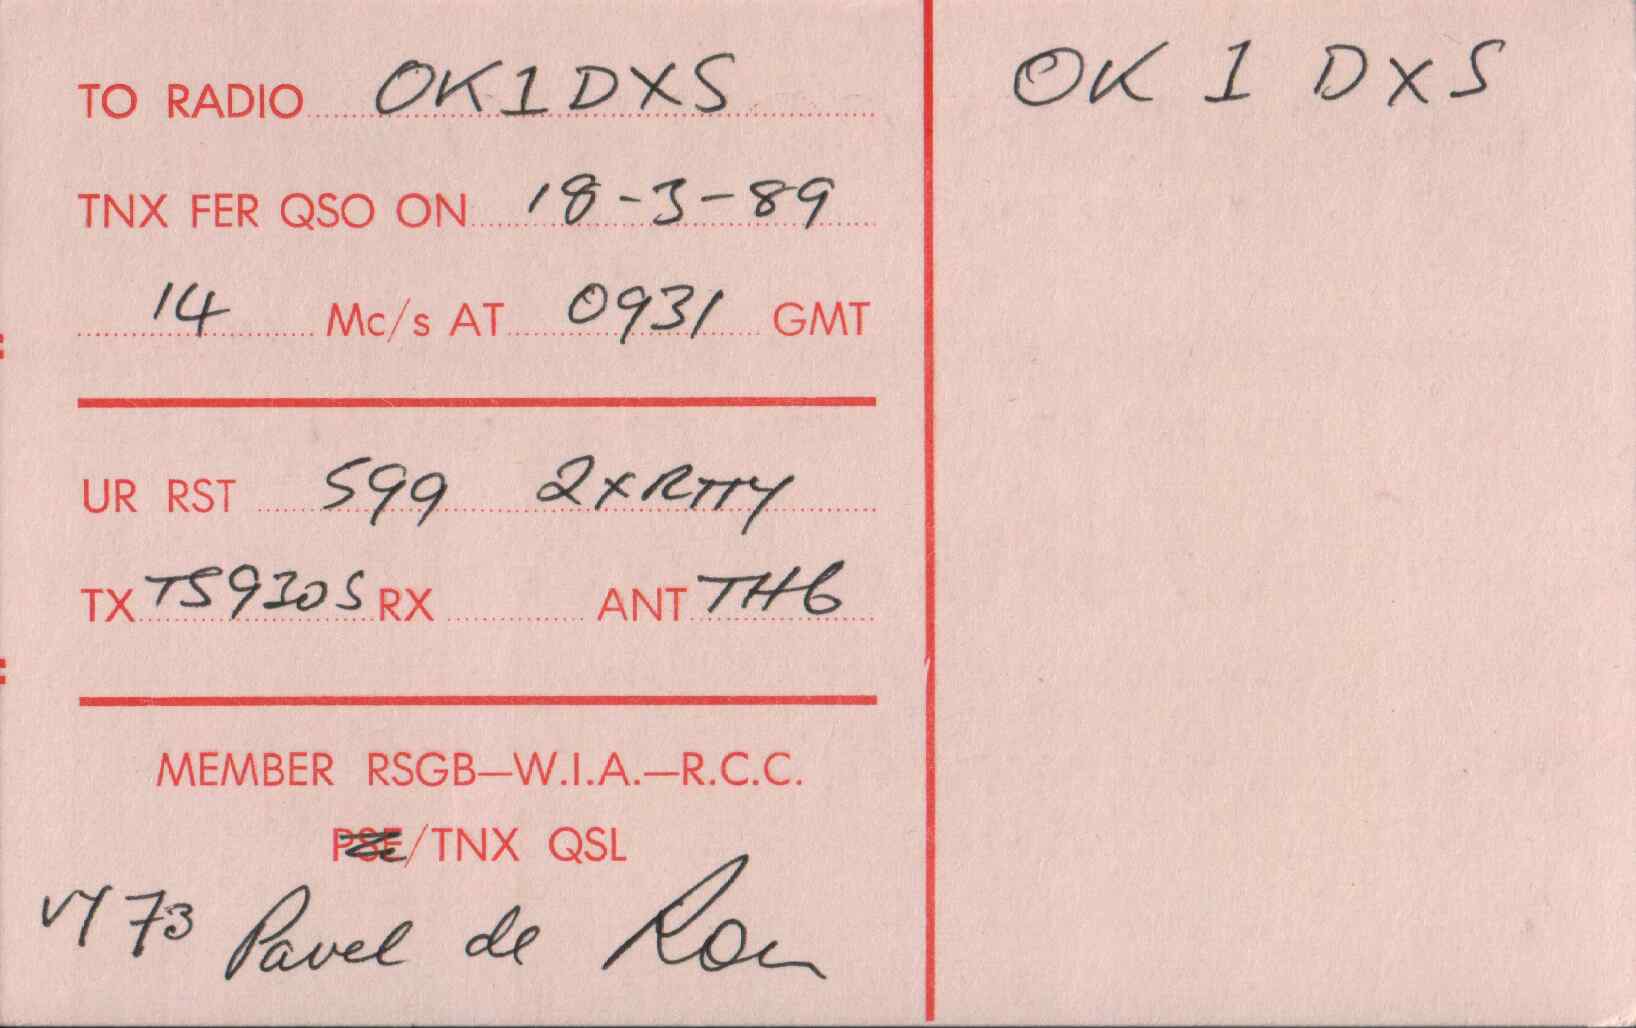 TO RADIO OK1DXS
TNX FER QSO ON 18-3-89
14 Mc/s AT 0931 GMT
UR RST 599 2xRTTY
TX TS930S RX ANT TH6
MEMBER RSGB—W.I.A.—R.C.C.
PSE/TNX QSL
VY 73 Pavel de Ron
OK 1 DXS